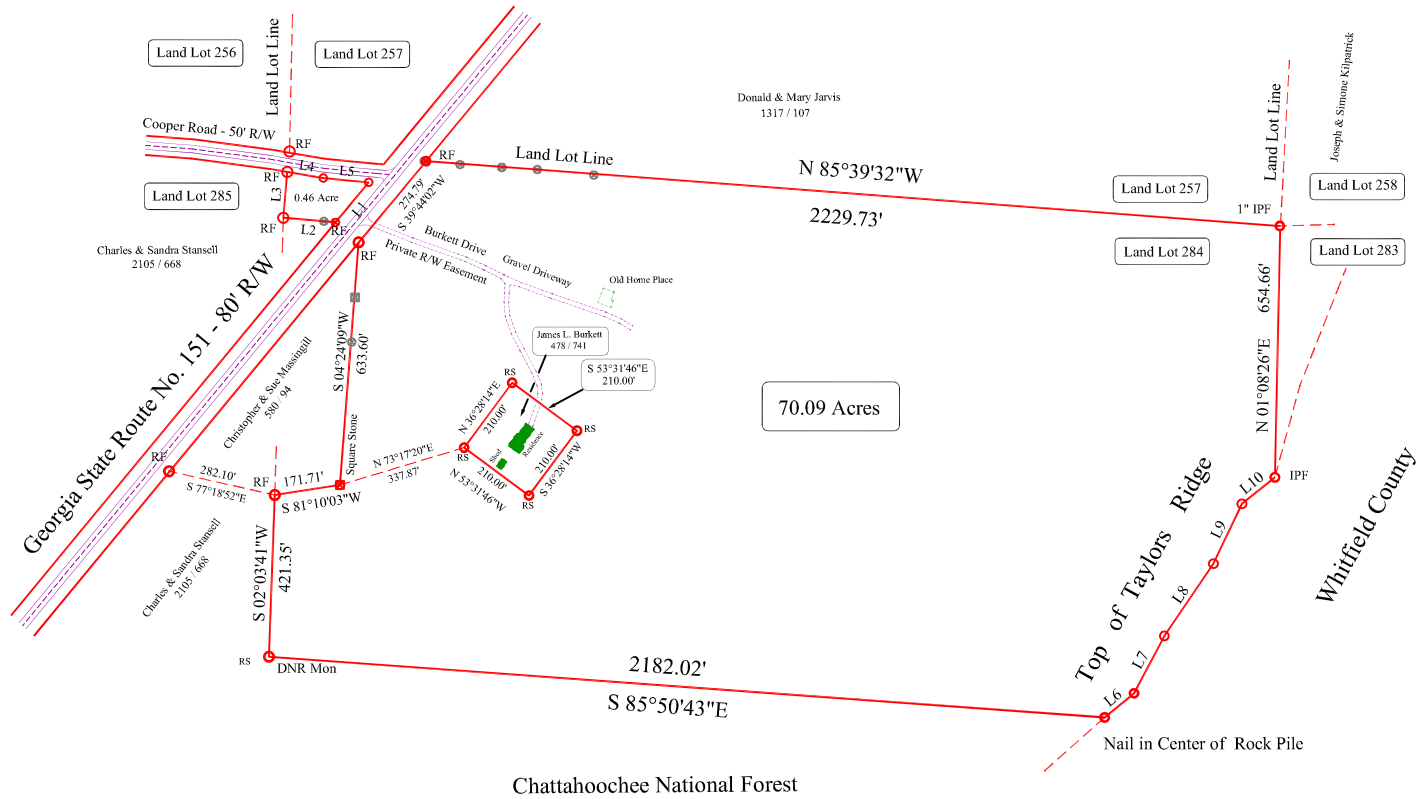 Land Lot 256
Land Lot Line
Land Lot 257
Donald & Mary Jarvis
1317 / 107
Joseph & Simone Kilpatrick
Land Lot Line
Cooper Road - 50' R/W
RF
RF
L4
L5
RF
Land Lot Line
N 85°39'32"W
2229.73'
Land Lot 257
Land Lot 258
Land Lot 285
L3
0.46 Acre
L1
274.79'
S 39°44'02"W
1" IPF
RF
L2
RF
RF
Charles & Sandra Stansell
2105 / 668
Burkett Drive
Private R/W Easement
Gravel Driveway
Old Home Place
Land Lot 284
Land Lot 283
654.66'
N 01°08'26"E
Georgia State Route No. 151 - 80' R/W
S 04°24'09"W
633.60'
James L. Burkett
478 / 741
S 53°31'46"E
210.00'
Christopher & Sue Massingill
580 / 94
70.09 Acres
RS
N 36°28'14"E
210.00'
Shed
Residence
RS
210.00'
S 36°28'14"W
RS
210.00'
N 53°31'46"W
RS
Square Stone
N 73°17'20"E
337.87'
RF
282.10'
S 77°18'52"E
RF
171.71'
S 81°10'03"W
IPF
L10
L9
L8
L7
L6
Top of Taylors Ridge
Whitfield County
Charles & Sandra Stansell
2105 / 668
S 02°03'41"W
421.35'
RS
DNR Mon
2182.02'
S 85°50'43"E
Nail in Center of Rock Pile
Chattahoochee National Forest